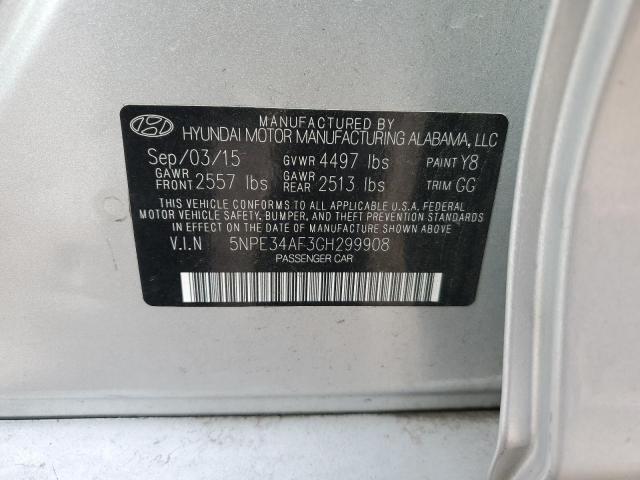 MANUFACTURED BY
HYUNDAI MOTOR MANUFACTURING ALABAMA, LLC
Sep/03/15 GVWR 4497 lbs PAINT Y8
GAWR FRONT 2557 lbs GAWR REAR 2513 lbs TRIM GG
THIS VEHICLE CONFORMS TO ALL APPLICABLE U.S.A. FEDERAL
MOTOR VEHICLE SAFETY, BUMPER, AND THEFT PREVENTION STANDARDS
IN EFFECT ON THE DATE OF MANUFACTURE SHOWN ABOVE.
V.I.N 5NPE34AF3GH299908
PASSENGER CAR